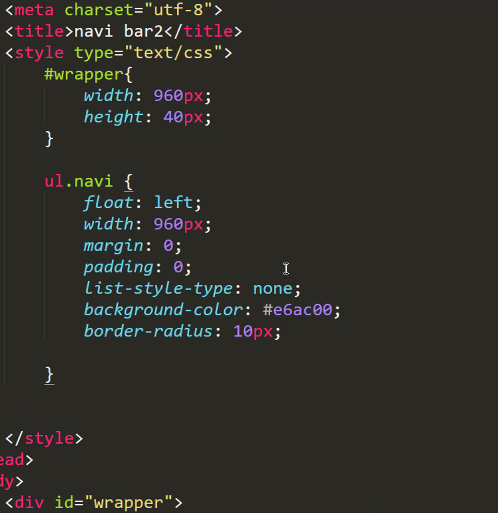 <meta charset="utf-8">
<title>navi bar2</title>
<style type="text/css">
#wrapper{
width: 960px;
height: 40px;
}
ul.navi {
float: left;
width: 960px;
margin: 0;
padding: 0;
list-style-type: none;
background-color: #e6ac00;
border-radius: 10px;
}
</style>
ead>
dy>
<div id="wrapper">